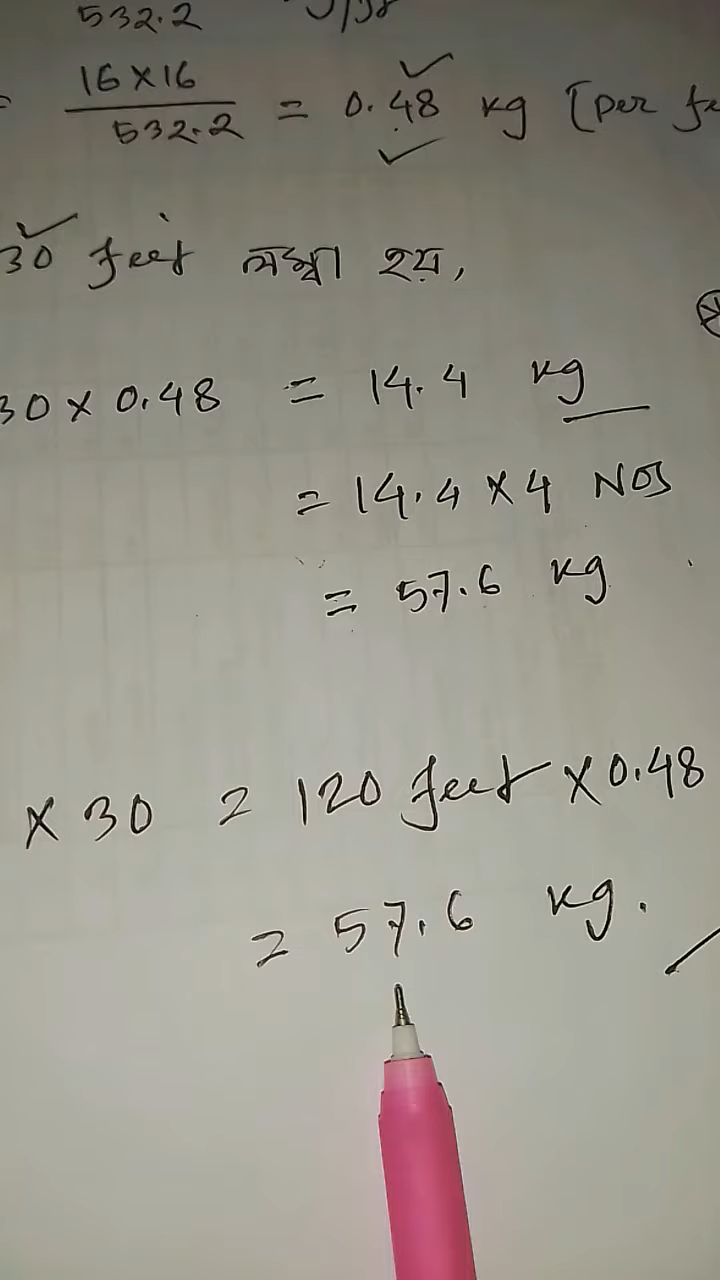 532.2
= 16×16 / 532.2 = 0.48 kg [per
30 feet লম্বা হয়,
30 × 0.48 = 14.4 kg
= 14.4 × 4 NOS
= 57.6 kg
× 30 = 120 feet × 0.48
= 57.6 kg.